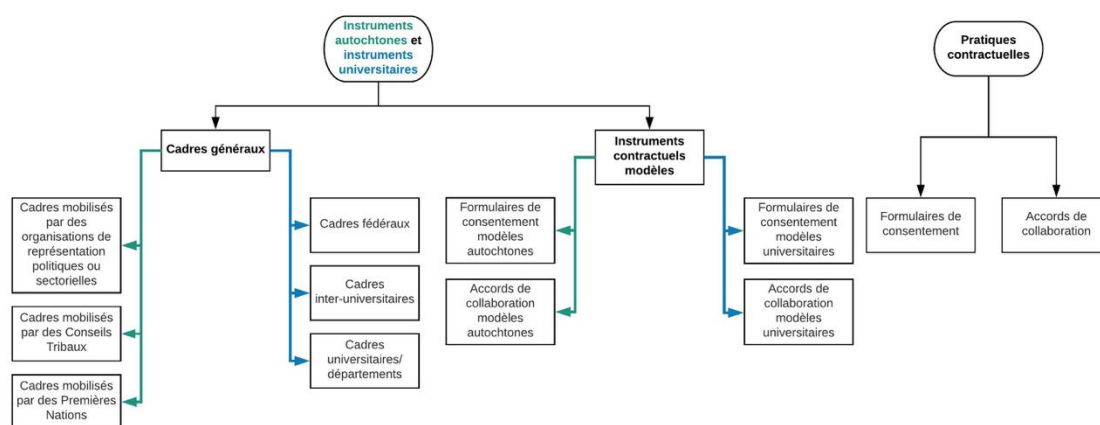 Instruments
autochtones et
instruments
universitaires
Pratiques
contractuelles
Cadres généraux
Instruments
contractuels
modèles
Cadres mobilisés
par des
organisations de
représentation
politiques ou
sectorielles
Cadres mobilisés
par des Conseils
Tribaux
Cadres mobilisés
par des Premières
Nations
Cadres fédéraux
Cadres
inter-universitaires
Cadres
universitaires/
départements
Formulaires de
consentement
modèles
autochtones
Accords de
collaboration
modèles
autochtones
Formulaires de
consentement
modèles
universitaires
Accords de
collaboration
modèles
universitaires
Formulaires de
consentement
Accords de
collaboration